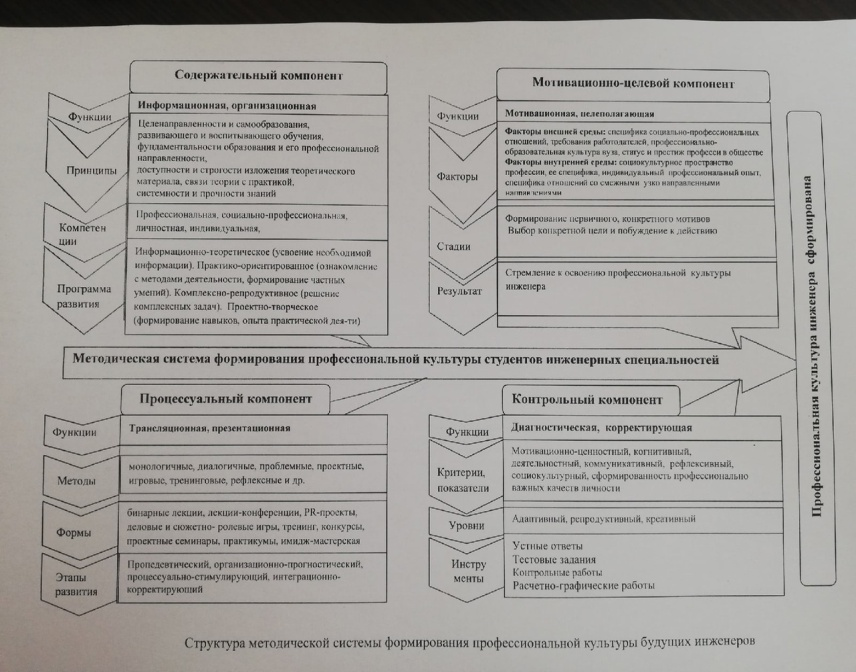 Содержательный компонент
Функции
Информационная, организационная
Принципы
Целенаправленности и самообразования,
развивающего и воспитывающего обучения,
фундаментальности образования и его профессиональной
направленности,
доступности и строгости изложения теоретического
материала, связи теории с практикой,
системности и прочности знаний
Компетен
ции
Профессиональная, социально-профессиональная,
личностная, индивидуальная,
Программа
развития
Информационно-теоретическое (усвоение необходимой
информации). Практико-ориентированное (ознакомление
с методами деятельности, формирование частных
умений). Комплексно-репродуктивное (решение
комплексных задач). Проектно-творческое
(формирование навыков, опыта практической дея-ти)
Мотивационно-целевой компонент
Функции
Мотивационная, целеполагающая
Факторы
Факторы внешней среды: специфика социально-профессиональных
отношений, требования работодателей, профессионально-
образовательная культура вуза, статус и престиж профессии в обществе
Факторы внутренней среды: социокультурное пространство
профессии, ее специфика, индивидуальный профессиональный опыт,
специфика отношений со смежными узко направленными
направлениями
Стадии
Формирование первичного, конкретного мотивов
Выбор конкретной цели и побуждение к действию
Результат
Стремление к освоению профессиональной культуры
инженера
Методическая система формирования профессиональной культуры студентов инженерных специальностей
Профессиональная культура инженера сформирована
Процессуальный компонент
Функции
Трансляционная, презентационная
Методы
монологичные, диалогичные, проблемные, проектные,
игровые, тренинговые, рефлексные и др.
Формы
бинарные лекции, лекции-конференции, PR-проекты,
деловые и сюжетно- ролевые игры, тренинг, конкурсы,
проектные семинары, практикумы, имидж-мастерская
Этапы
развития
Пропедевтический, организационно-прогностический,
процессуально-стимулирующий, интеграционно-
корректирующий
Контрольный компонент
Функции
Диагностическая, корректирующая
Критерии,
показатели
Мотивационно-ценностный, когнитивный,
деятельностный, коммуникативный, рефлексивный,
социокультурный, сформированность профессионально
важных качеств личности
Уровни
Адаптивный, репродуктивный, креативный
Инстру
менты
Устные ответы
Тестовые задания
Контрольные работы
Расчетно-графические работы
Структура методической системы формирования профессиональной культуры будущих инженеров